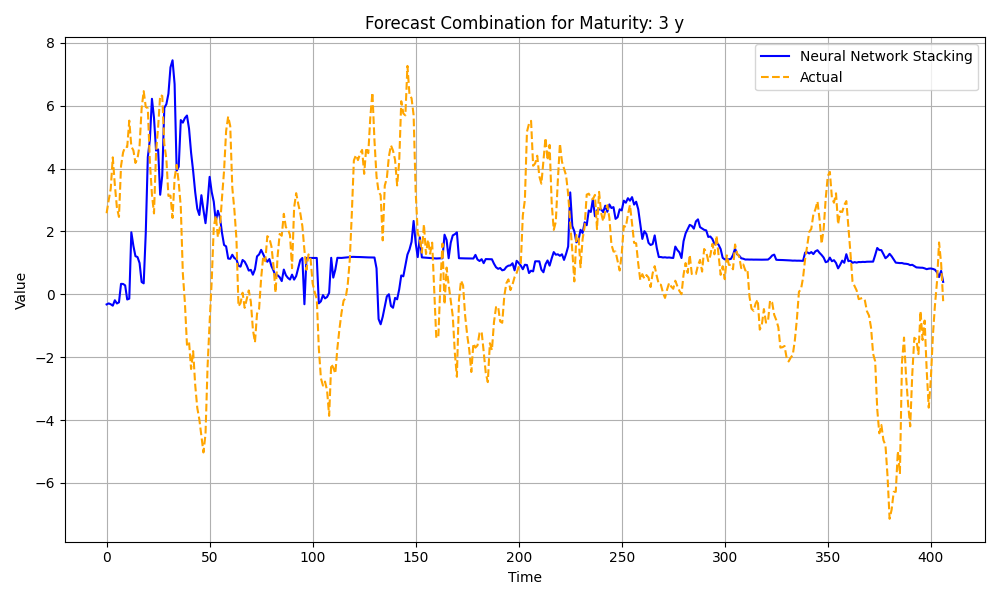 Forecast Combination for Maturity: 3 y
Neural Network Stacking
Actual
Value
8
6
4
2
0
−2
−4
−6
0 50 100 150 200 250 300 350 400
Time